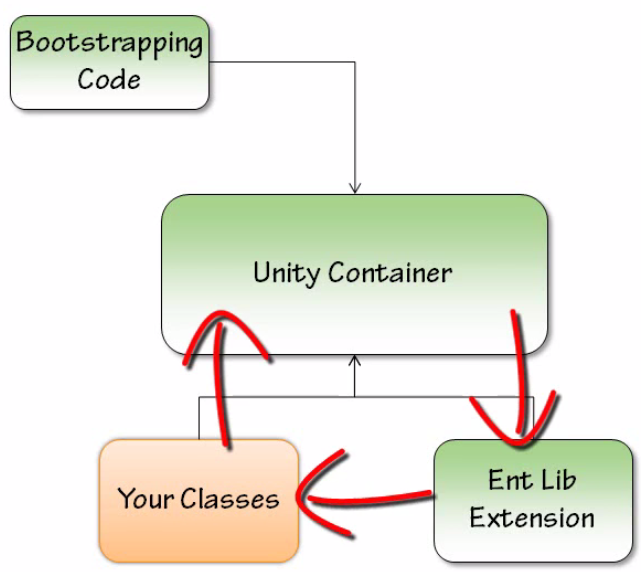 Bootstrapping
Code
Unity Container
Your Classes
Ent Lib
Extension